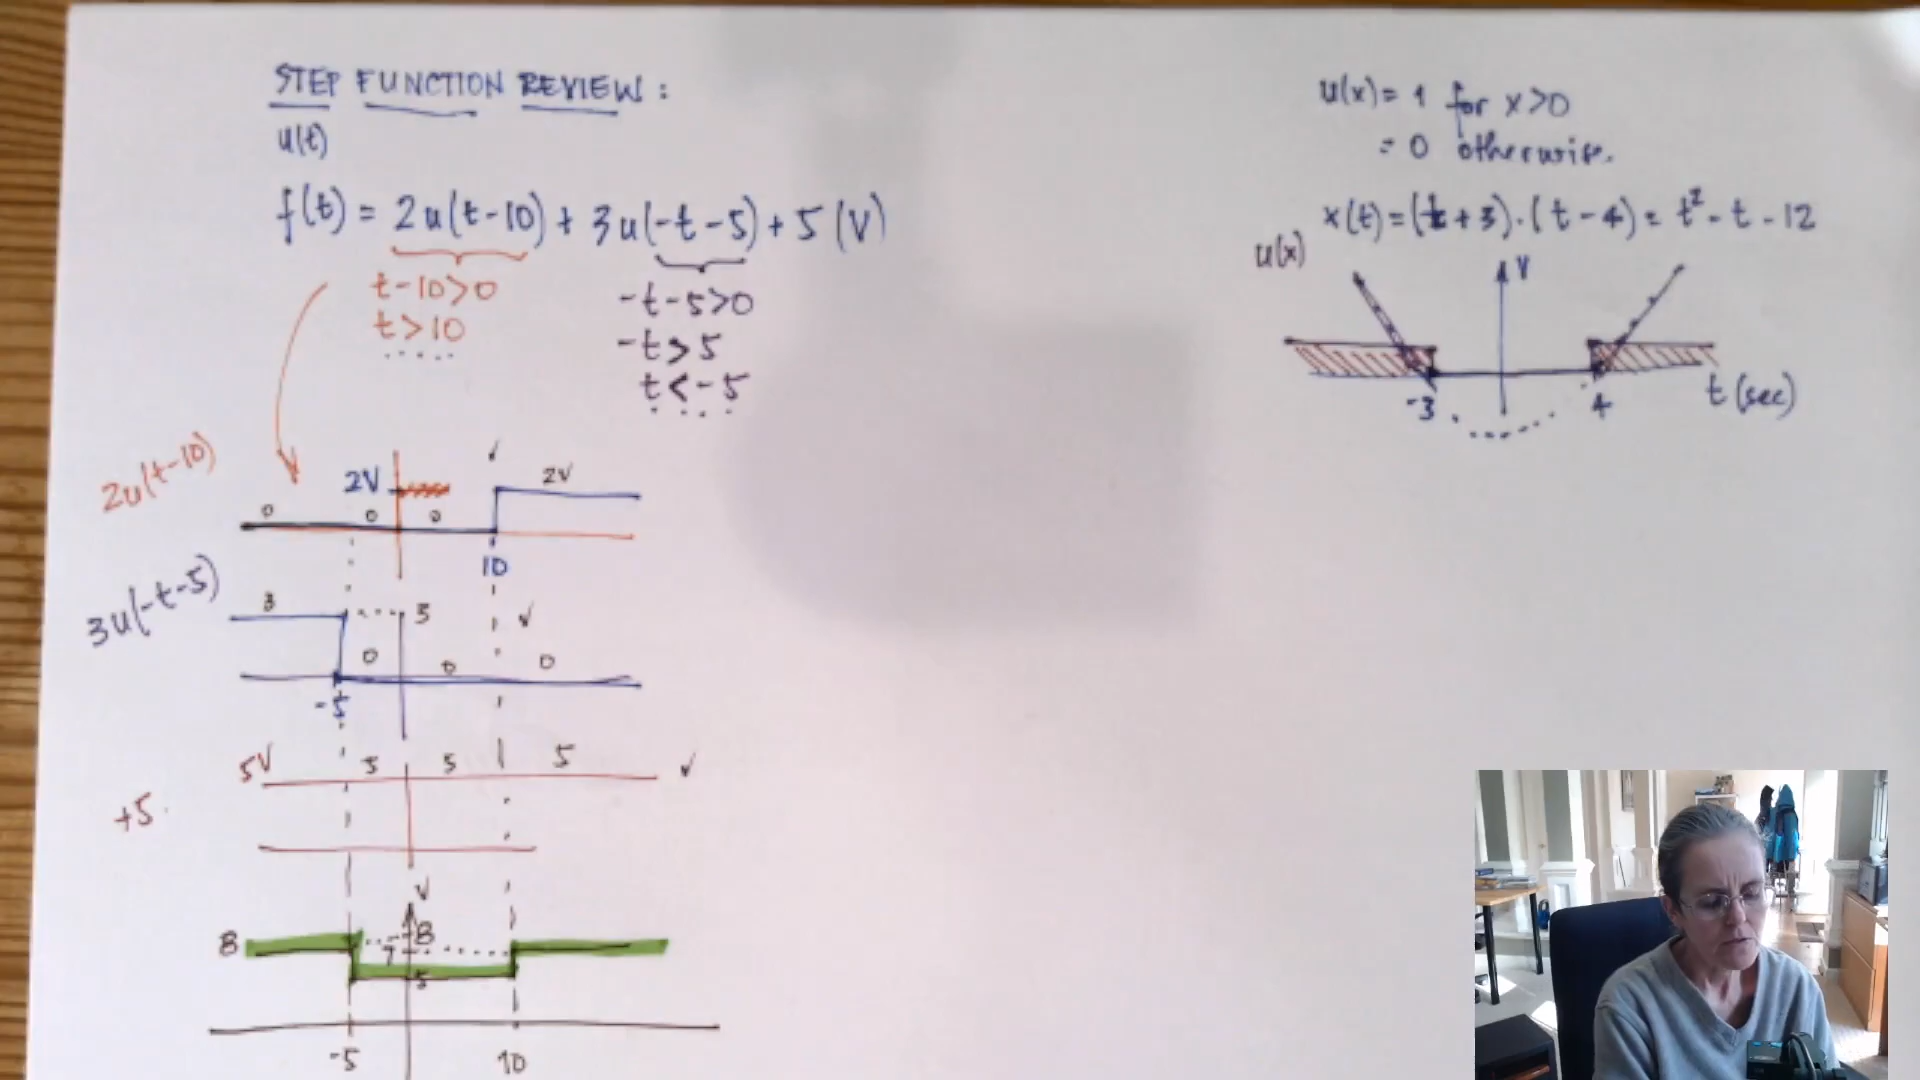 STEP FUNCTION REVIEW :
u(t)
f(t) = 2u(t-10) + 3u(-t-5) + 5 (V)
t-10>0
t>10
-t-5>0
-t>5
t<-5
2u(t-10)
2V
2V
0
0
0
10
3u(-t-5)
3
3
0
0
0
-5
+5
5V
5
5
5
V
8
8
7
5
-5
10
u(x)= 1 for x>0
= 0 otherwise.
x(t)=(t+3).(t-4)= t²-t-12
u(x)
V
-3
4
t (sec)